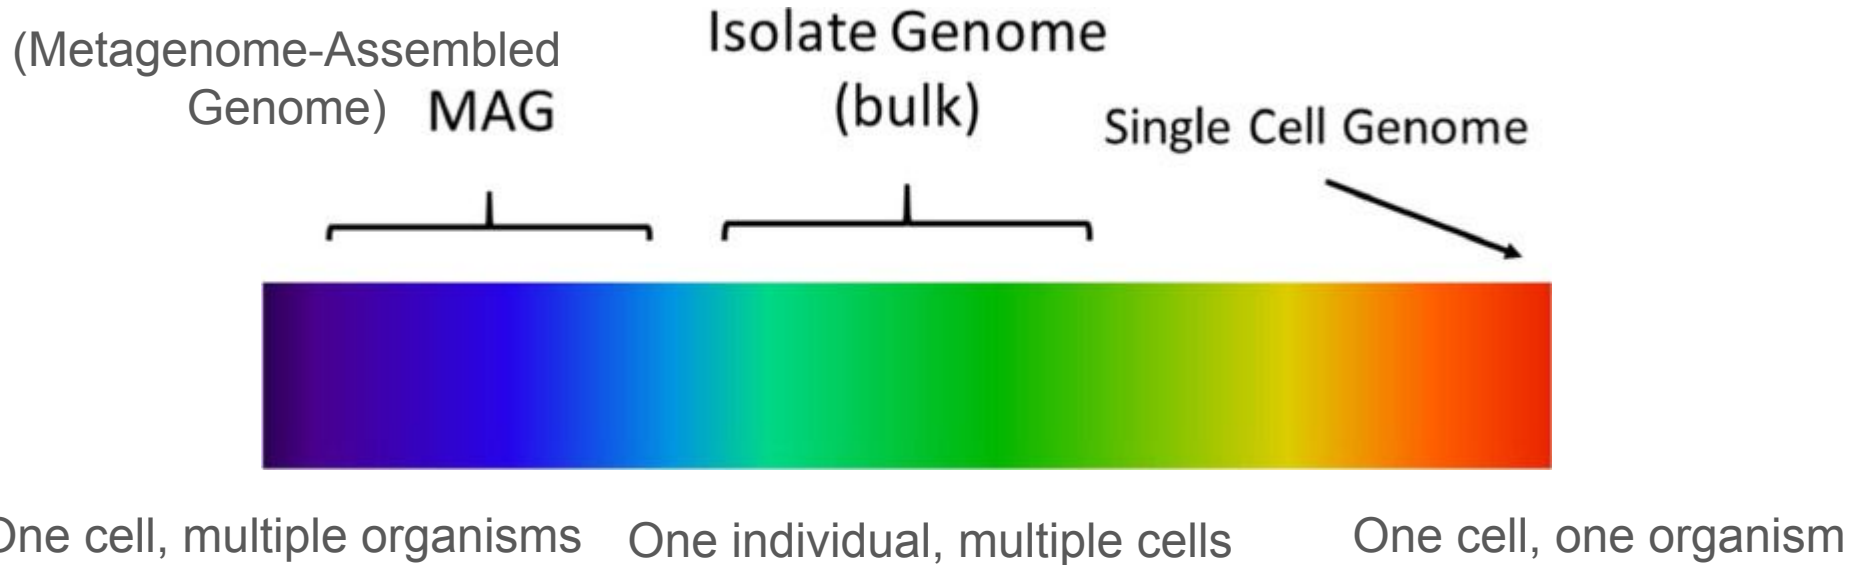 (Metagenome-Assembled
Genome) MAG
Isolate Genome
(bulk)
Single Cell Genome
One cell, multiple organisms
One individual, multiple cells
One cell, one organism